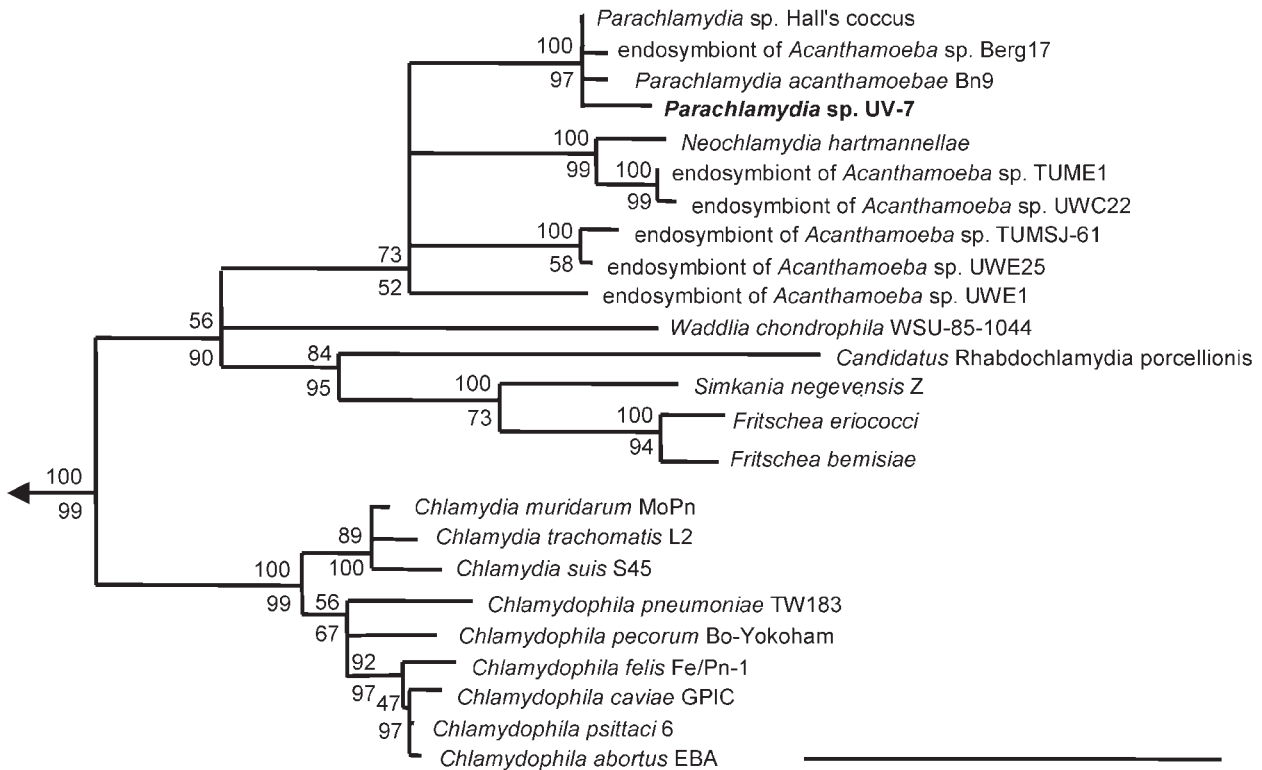 Parachlamydia sp. Hall's coccus
100
endosymbiont of Acanthamoeba sp. Berg17
97
Parachlamydia acanthamoebae Bn9
Parachlamydia sp. UV-7
100
Neochlamydia hartmannellae
99
100
endosymbiont of Acanthamoeba sp. TUME1
99
endosymbiont of Acanthamoeba sp. UWC22
100
endosymbiont of Acanthamoeba sp. TUMSJ-61
73
58
endosymbiont of Acanthamoeba sp. UWE25
52
endosymbiont of Acanthamoeba sp. UWE1
56
Waddlia chondrophila WSU-85-1044
90
84
Candidatus Rhabdochlamydia porcellionis
95
100
Simkania negevensis Z
73
100
Fritschea eriococci
94
Fritschea bemisiae
100
99
Chlamydia muridarum MoPn
89
Chlamydia trachomatis L2
100
100
Chlamydia suis S45
99
56
Chlamydophila pneumoniae TW183
67
Chlamydophila pecorum Bo-Yokoham
92
Chlamydophila felis Fe/Pn-1
97
47
Chlamydophila caviae GPIC
97
Chlamydophila psittaci 6
Chlamydophila abortus EBA